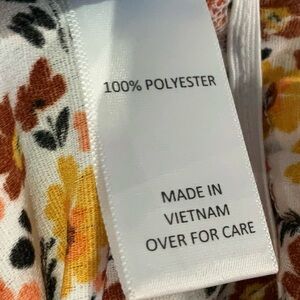 100% POLYESTER
MADE IN
VIETNAM
OVER FOR CARE